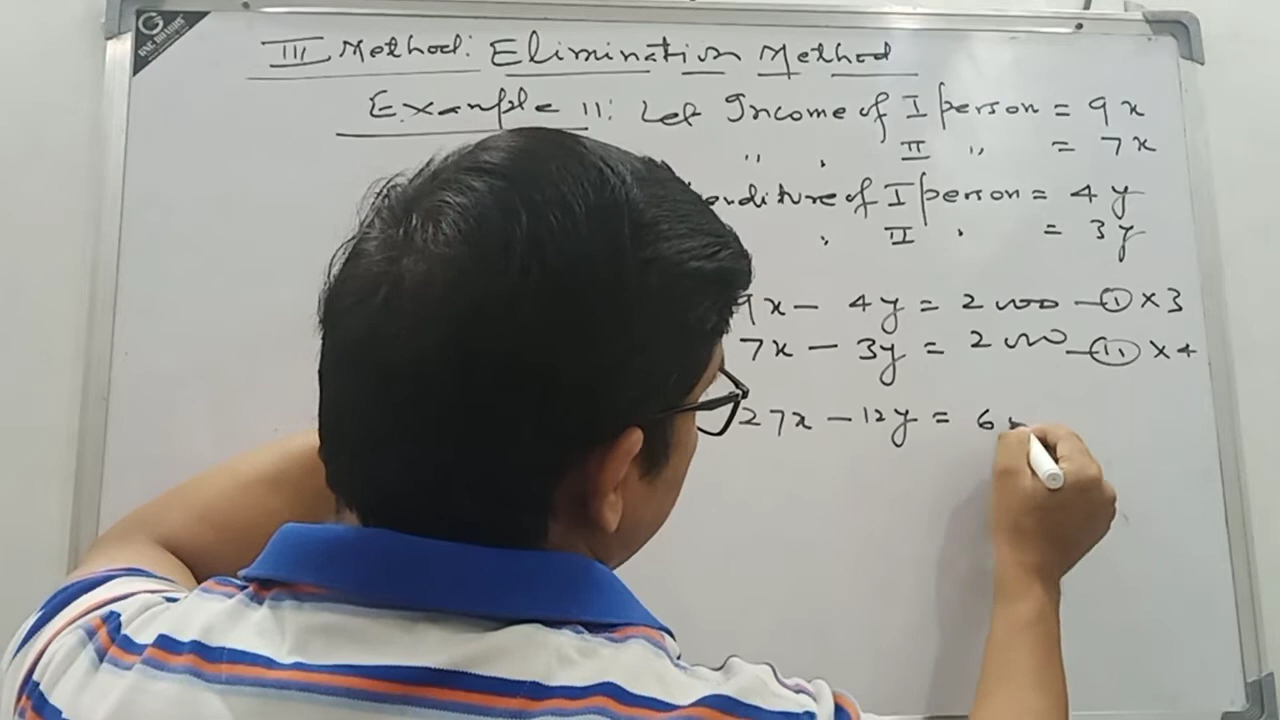 III Method: Elimination Method
Example 11: Let Income of I person = 9x
" , II " = 7x
enditure of I person = 4y
, II , = 3y
9x - 4y = 2000 — (I) × 3
7x - 3y = 2000 — (II) × 4
27x - 12y = 6